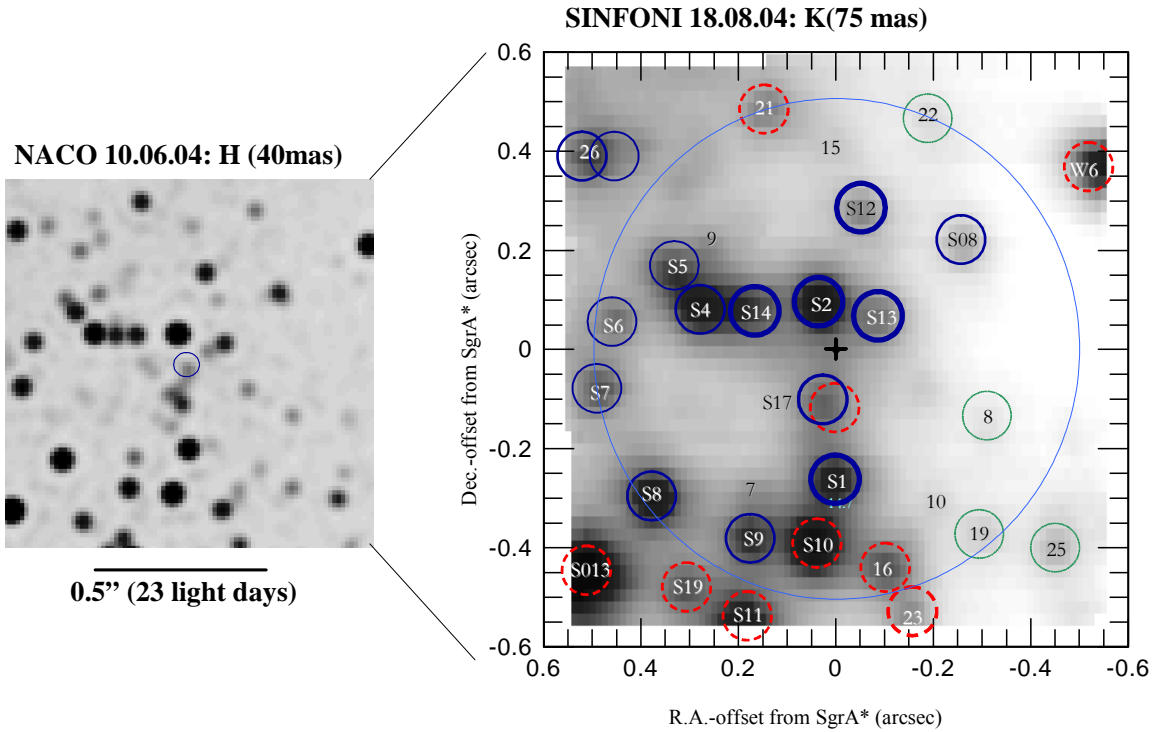 SINFONI 18.08.04: K(75 mas)
NACO 10.06.04: H (40mas)
0.5” (23 light days)
Dec.-offset from SgrA* (arcsec)
0.6
0.4
0.2
0
-0.2
-0.4
-0.6
21
22
15
26
W6
S12
S08
9
S5
S4
S14
S2
S13
S6
S7
S17
8
S1
S8
7
10
S9
S10
19
25
16
S013
S19
S11
23
0.6
0.4
0.2
0
-0.2
-0.4
-0.6
R.A.-offset from SgrA* (arcsec)